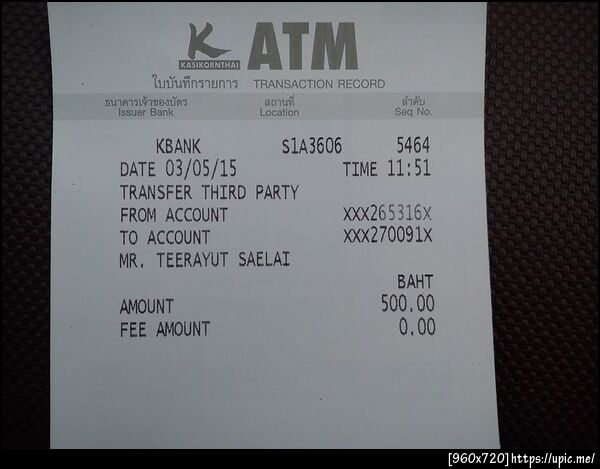 K ATM
KASIKORNTHAI
ใบบันทึกรายการ TRANSACTION RECORD
ธนาคารเจ้าของบัตร สถานที่ ลำดับ
Issuer Bank Location Seq No.
KBANK S1A3606 5464
DATE 03/05/15 TIME 11:51
TRANSFER THIRD PARTY
FROM ACCOUNT XXX265316X
TO ACCOUNT XXX270091X
MR. TEERAYUT SAELAI
BAHT
AMOUNT 500.00
FEE AMOUNT 0.00
[960x720]https://upic.me/